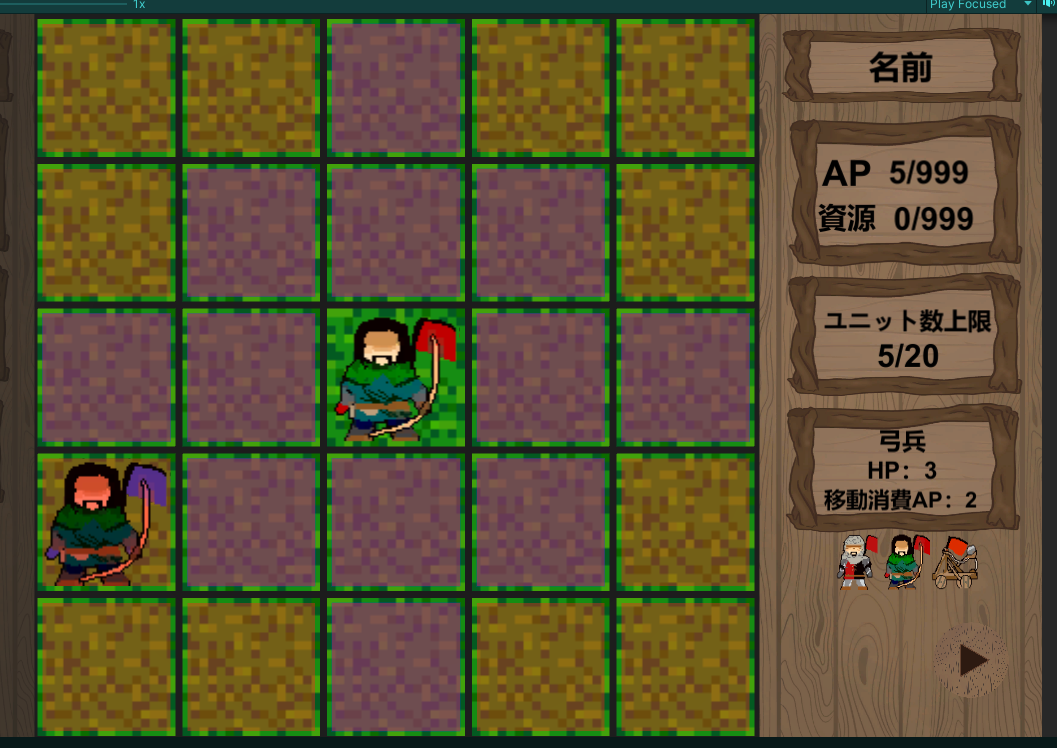 1x
Play Focused
名前
AP 5/999
資源 0/999
ユニット数上限
5/20
弓兵
HP：3
移動消費AP：2